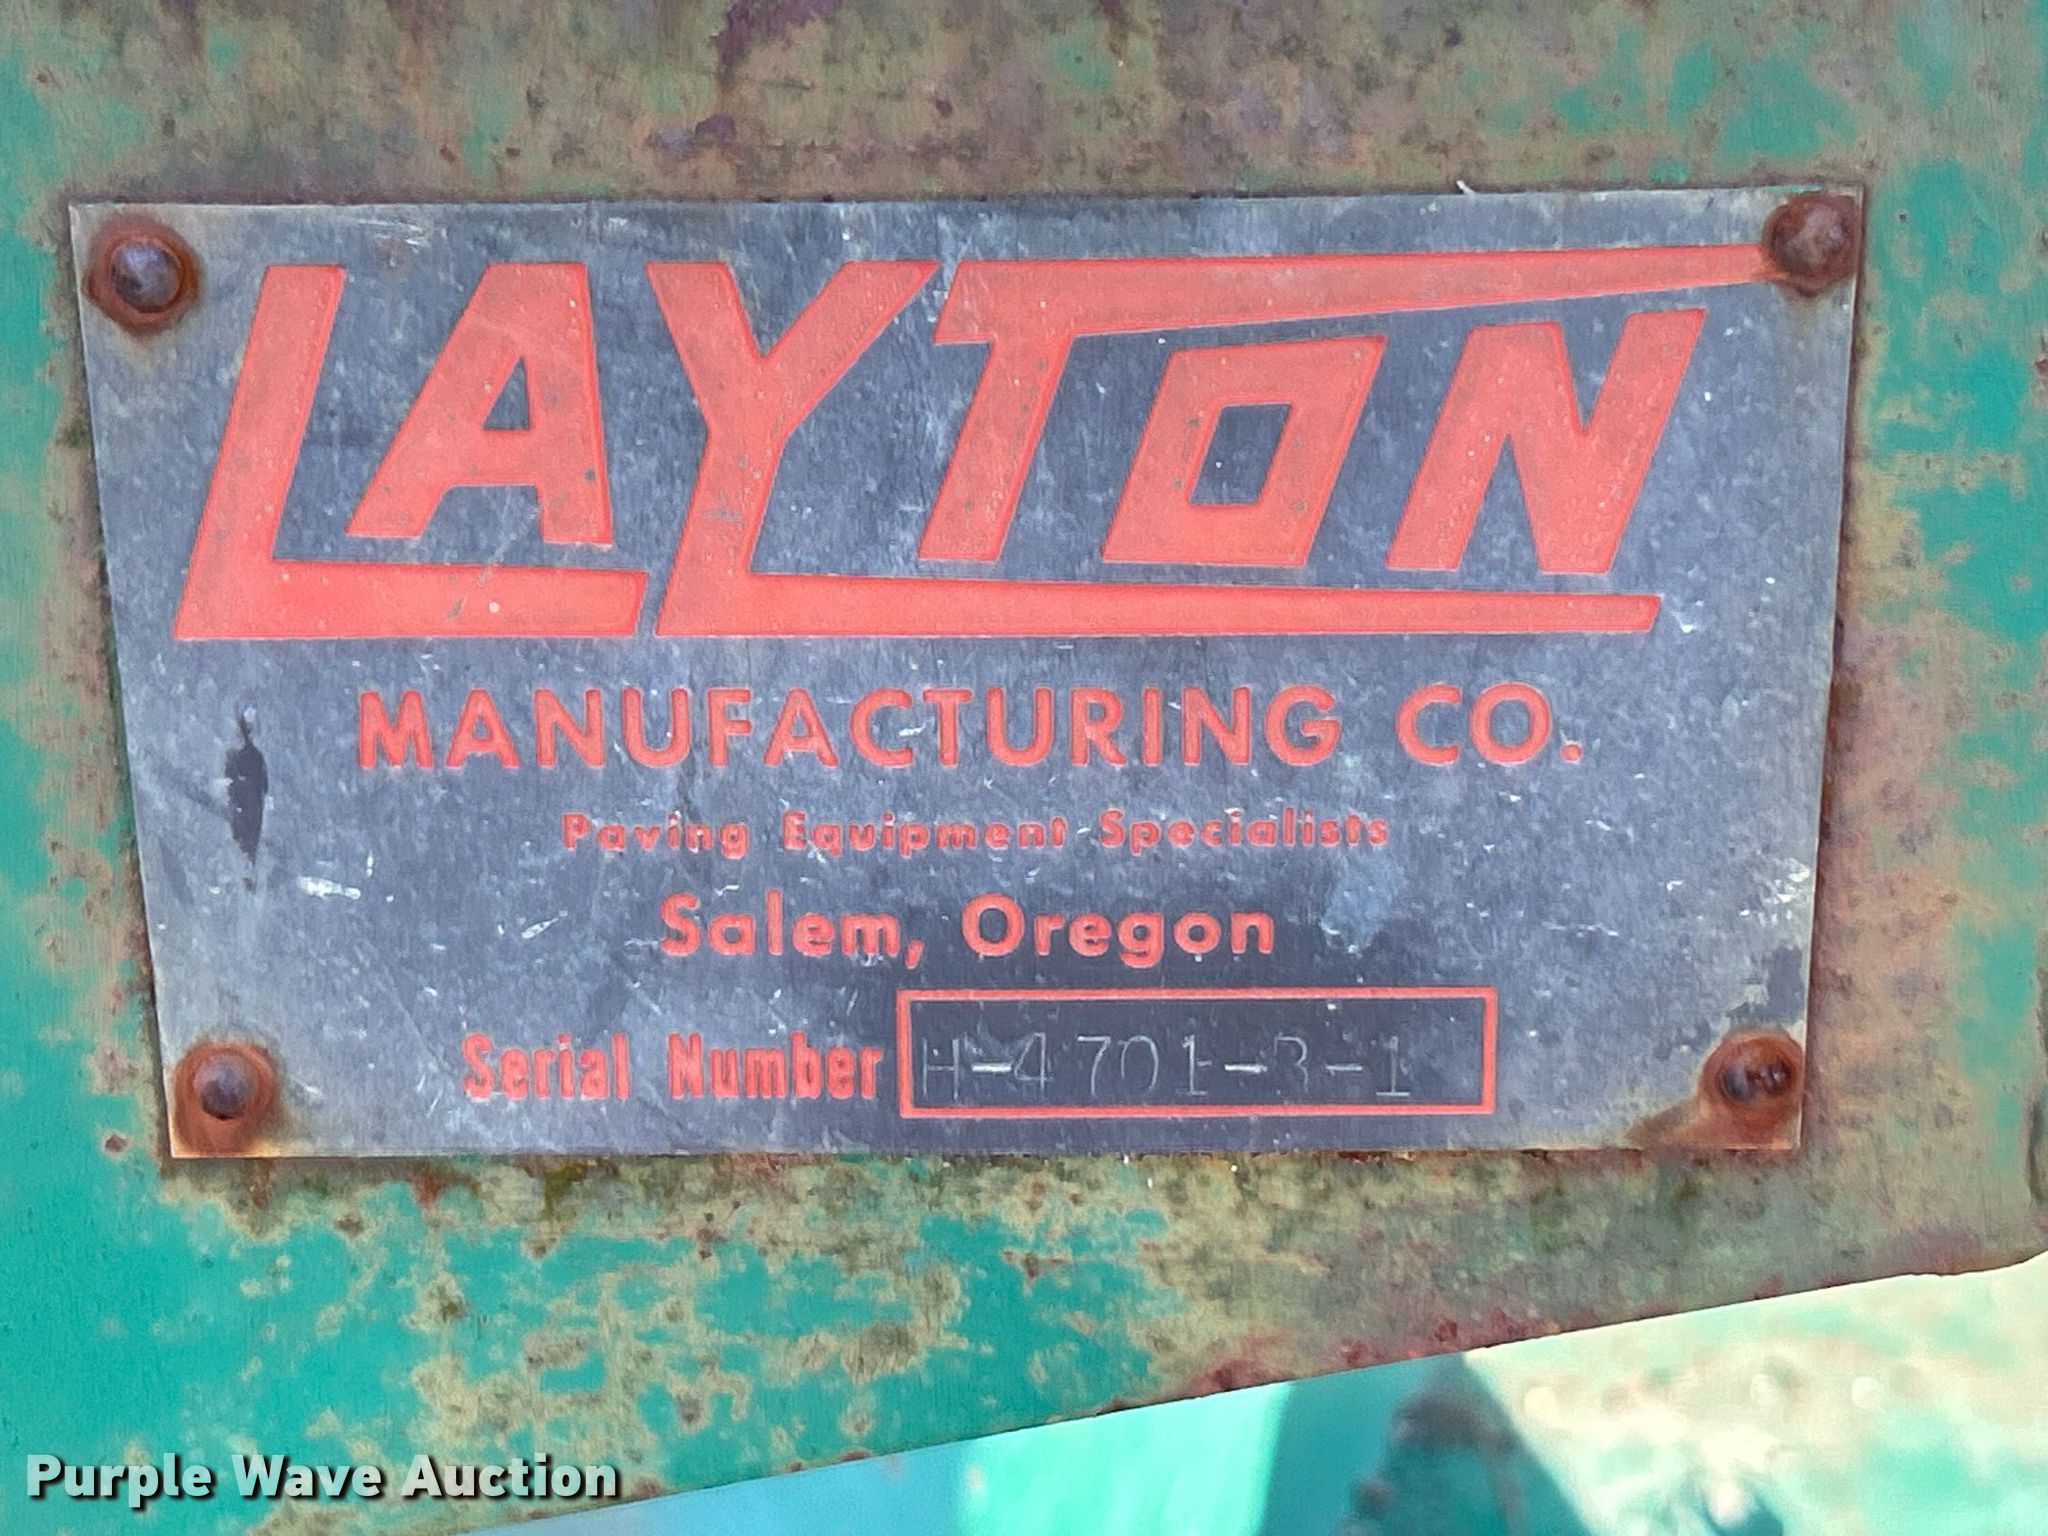 LAYTON
MANUFACTURING CO.
Paving Equipment Specialists
Salem, Oregon
Serial Number H-4701-3-1
Purple Wave Auction